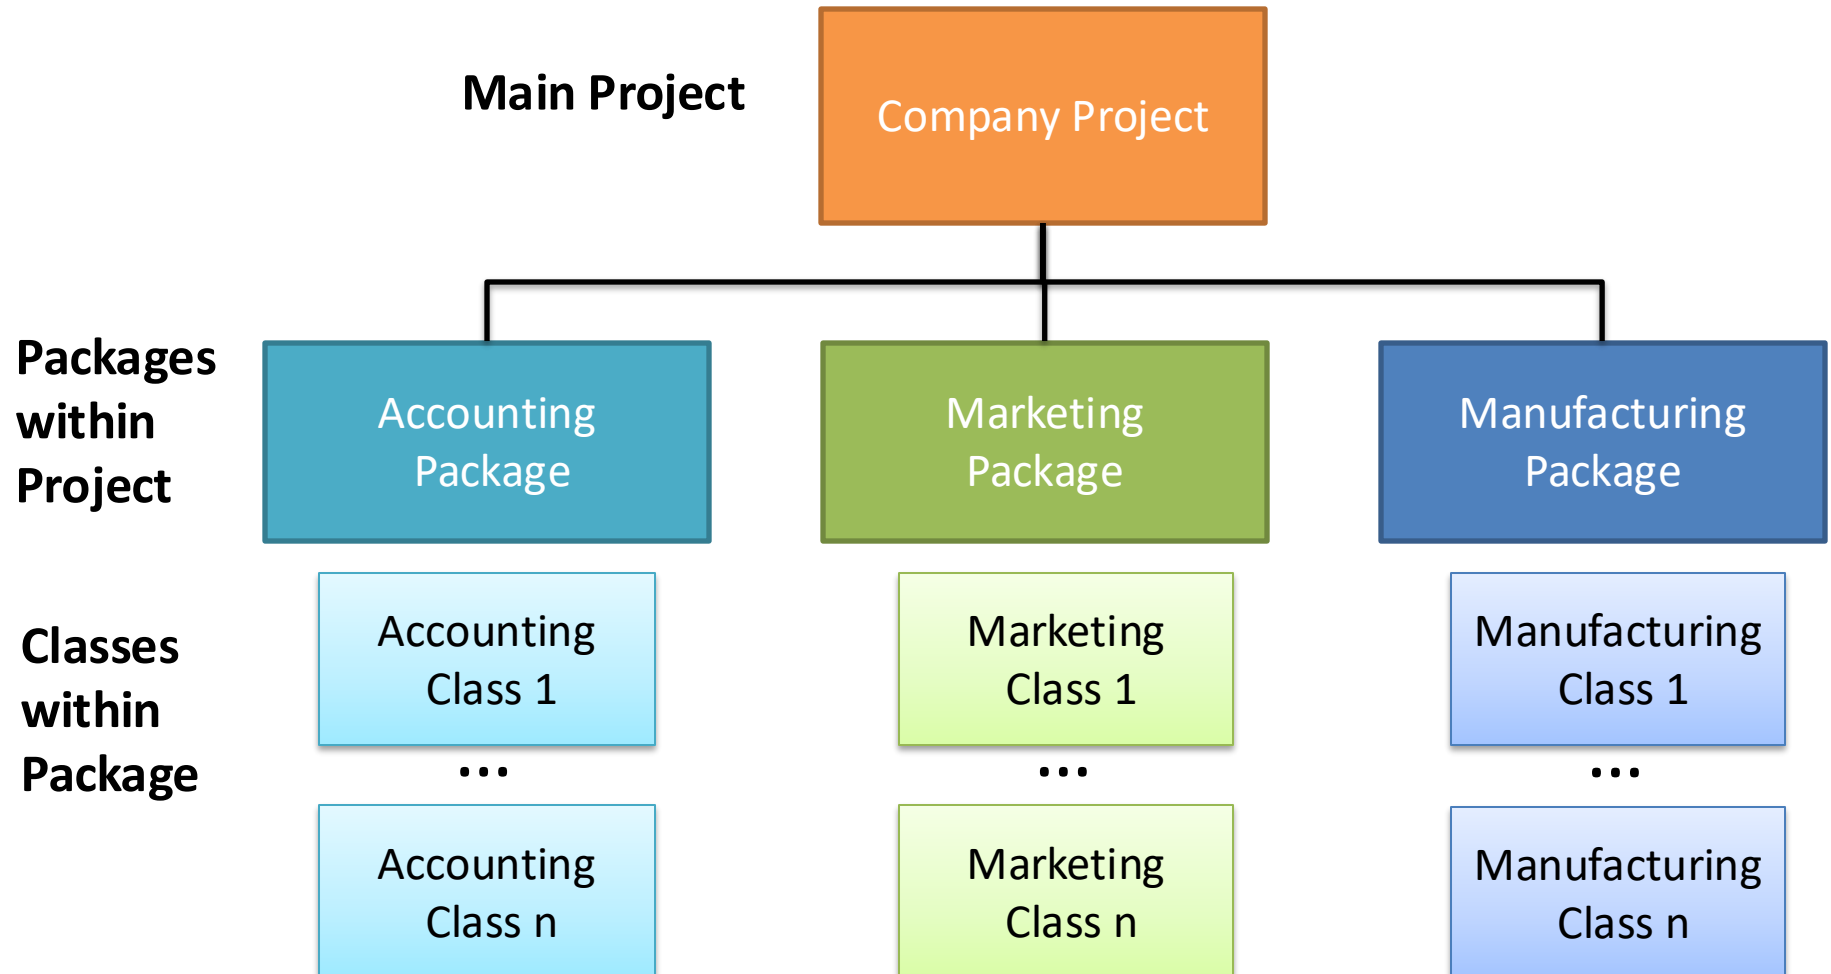 Main Project
Company Project
Packages
within
Project
Accounting
Package
Marketing
Package
Manufacturing
Package
Classes
within
Package
Accounting
Class 1
Marketing
Class 1
Manufacturing
Class 1
...
...
...
Accounting
Class n
Marketing
Class n
Manufacturing
Class n